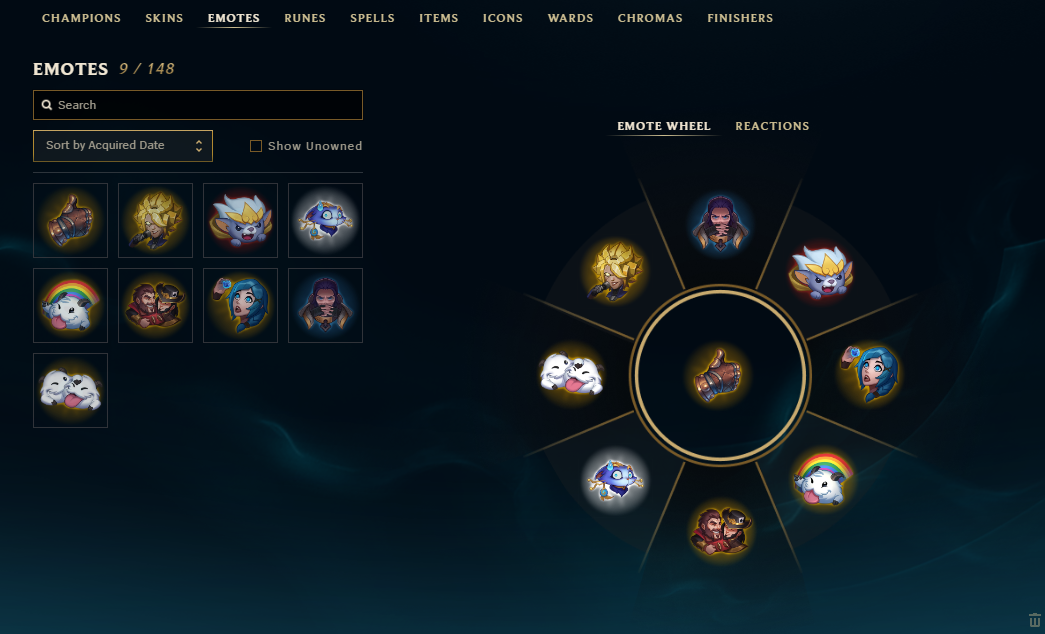 CHAMPIONS SKINS EMOTES RUNES SPELLS ITEMS ICONS WARDS CHROMAS FINISHERS
EMOTES 9 / 148
Search
Sort by Acquired Date Show Unowned
EMOTE WHEEL REACTIONS